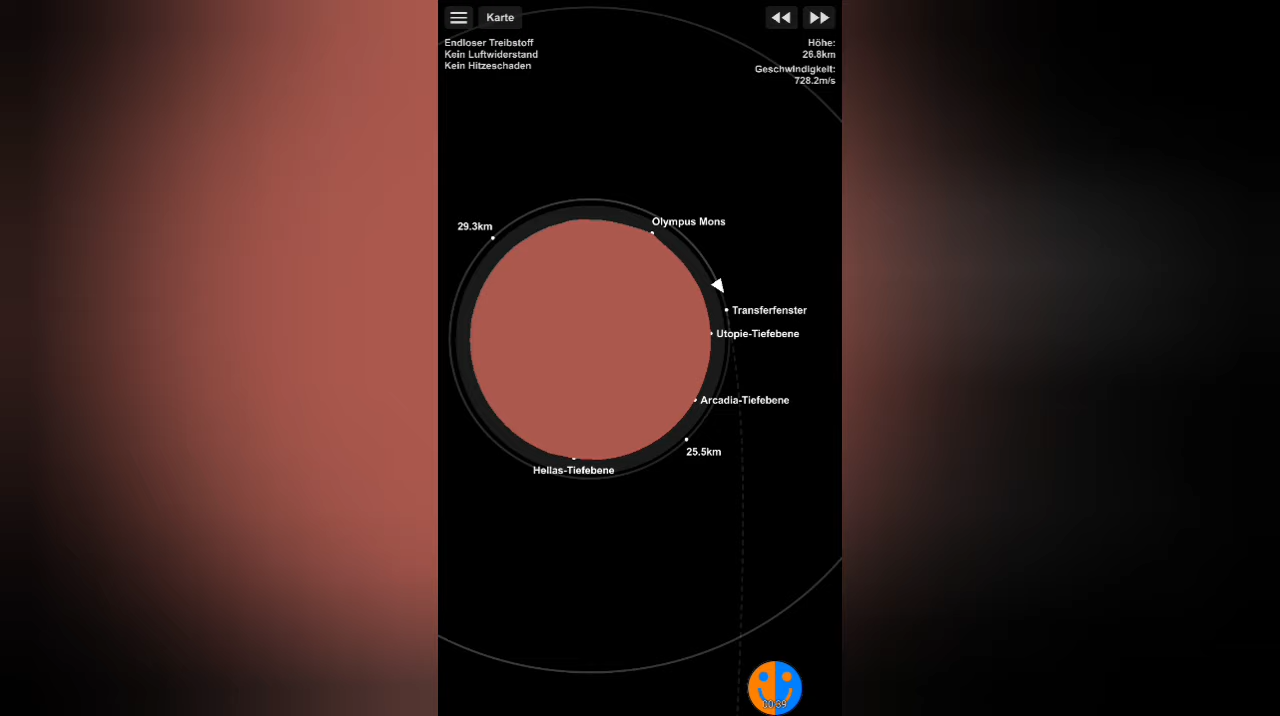 Karte
Endloser Treibstoff
Kein Luftwiderstand
Kein Hitzeschaden
Höhe:
26.8km
Geschwindigkeit:
728.2m/s
Olympus Mons
29.3km
Transferfenster
Utopie-Tiefebene
Arcadia-Tiefebene
25.5km
Hellas-Tiefebene